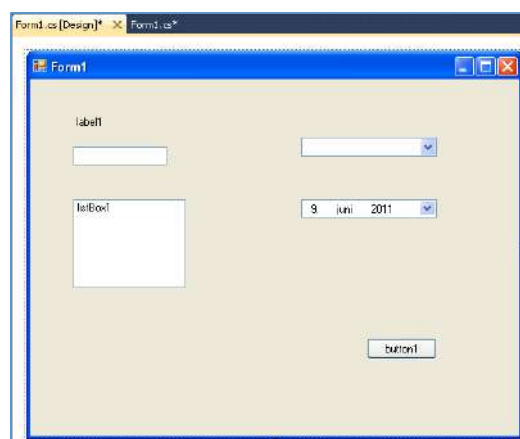 Form1.cs [Design]* Form1.cs*
Form1
label1
listBox1
9. juni 2011
button1